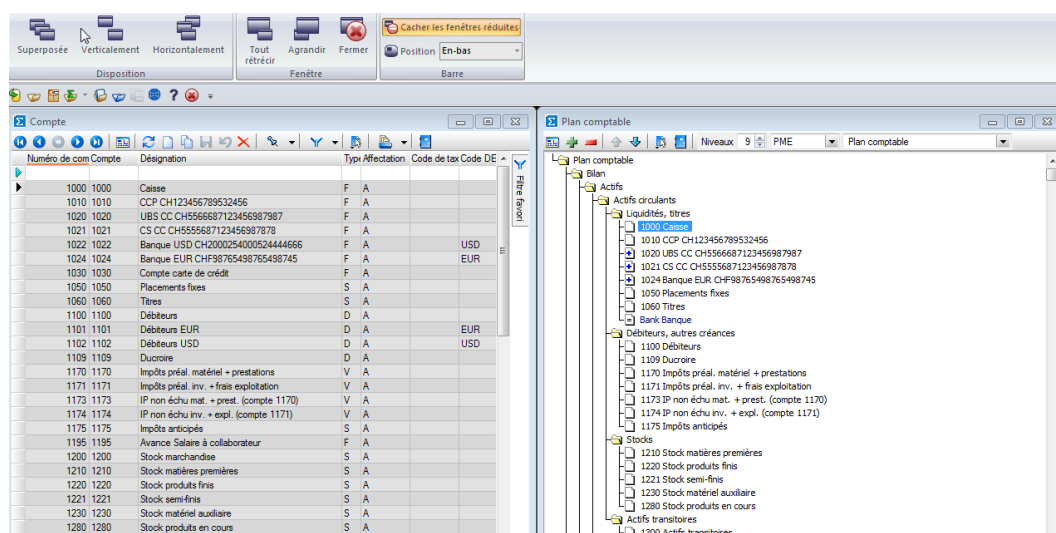 Superposée Verticalement Horizontalement Tout rétrécir Agrandir Fermer Cacher les fenêtres réduites
Position En-bas
Disposition Fenêtre Barre
Compte
Numéro de com Compte Désignation Type Affectation Code de tax Code DE
1000 1000 Caisse F A
1010 1010 CCP CH123456789532456 F A
1020 1020 UBS CC CH5566687123456987987 F A
1021 1021 CS CC CH5555687123456987878 F A
1022 1022 Banque USD CH2000254000524444666 F A USD
1024 1024 Banque EUR CHF98765498765498745 F A EUR
1030 1030 Compte carte de crédit F A
1050 1050 Placements fixes S A
1060 1060 Titres S A
1100 1100 Débiteurs D A
1101 1101 Débiteurs EUR D A EUR
1102 1102 Débiteurs USD D A USD
1109 1109 Ducroire D A
1170 1170 Impôts préal. matériel + prestations V A
1171 1171 Impôts préal. inv. + frais exploitation V A
1173 1173 IP non échu mat. + prest. (compte 1170) V A
1174 1174 IP non échu inv. + expl. (compte 1171) V A
1175 1175 Impôts anticipés S A
1195 1195 Avance Salaire à collaborateur F A
1200 1200 Stock marchandise S A
1210 1210 Stock matières premières S A
1220 1220 Stock produits finis S A
1221 1221 Stock semi-finis S A
1230 1230 Stock matériel auxiliaire S A
1280 1280 Stock produits en cours S A
Filtre favori
Plan comptable
Niveaux 9 PME Plan comptable
Plan comptable
Bilan
Actifs
Actifs circulants
Liquidités, titres
1000 Caisse
1010 CCP CH123456789532456
1020 UBS CC CH5566687123456987987
1021 CS CC CH5555687123456987878
1024 Banque EUR CHF98765498765498745
1050 Placements fixes
1060 Titres
Bank Banque
Débiteurs, autres créances
1100 Débiteurs
1109 Ducroire
1170 Impôts préal. matériel + prestations
1171 Impôts préal. inv. + frais exploitation
1173 IP non échu mat. + prest. (compte 1170)
1174 IP non échu inv. + expl. (compte 1171)
1175 Impôts anticipés
Stocks
1210 Stock matières premières
1220 Stock produits finis
1221 Stock semi-finis
1230 Stock matériel auxiliaire
1280 Stock produits en cours
Actifs transitoires
1300 Actifs transitoires